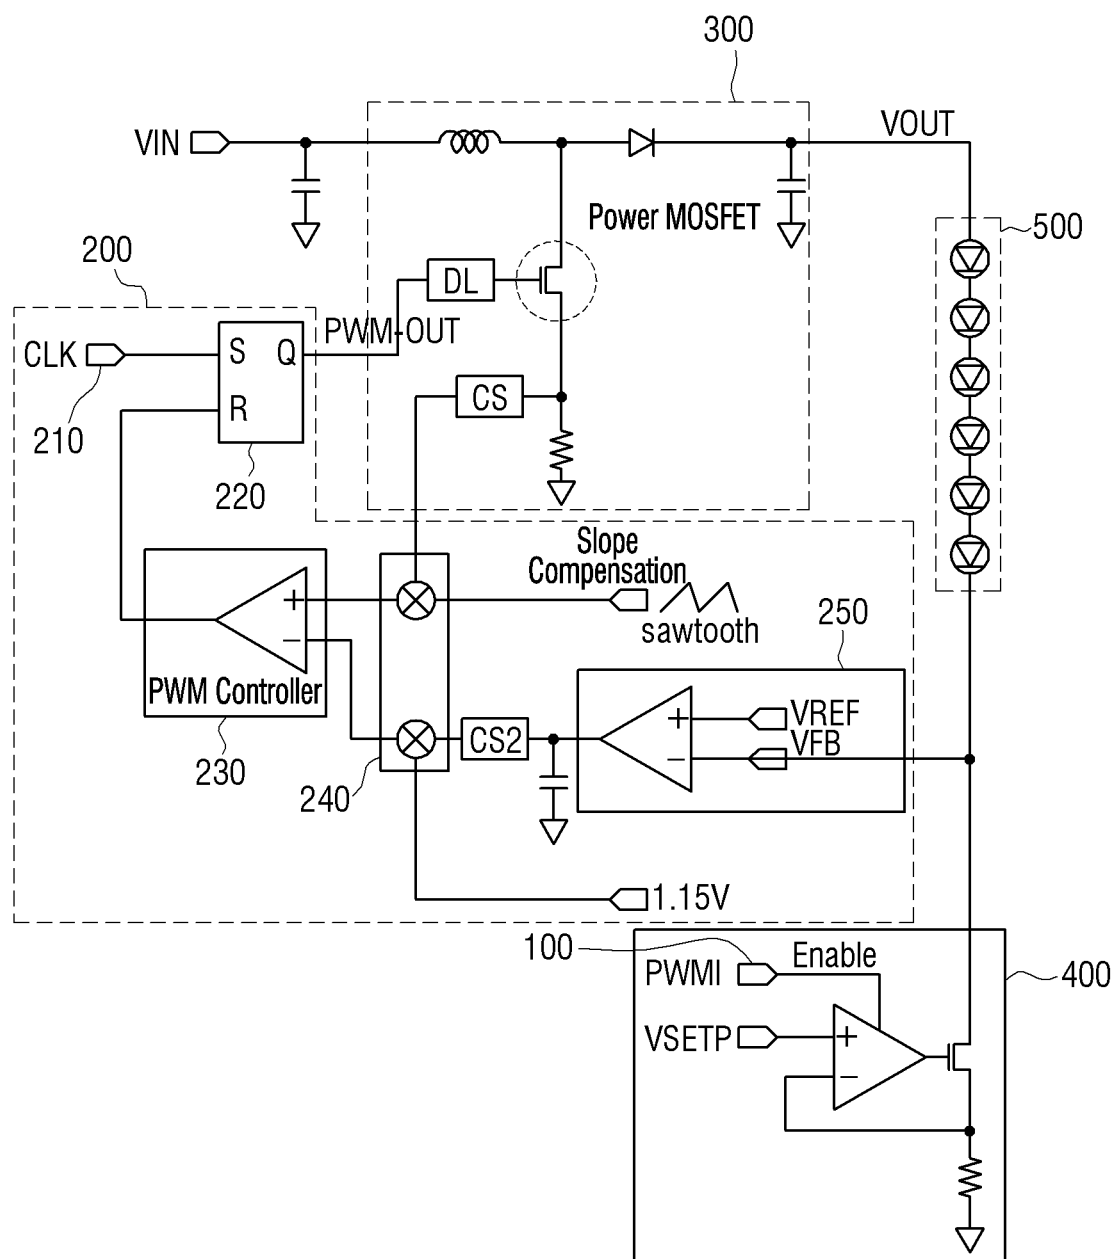 300
VIN
VOUT
Power MOSFET
500
200
DL
PWM-OUT
CLK
S
Q
R
CS
210
220
Slope
Compensation
sawtooth
250
+
−
PWM Controller
VREF
+
CS2
VFB
−
230
240
1.15V
100
Enable
PWMI
400
VSETP
+
−